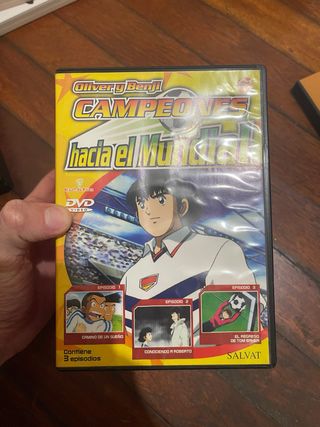 Oliver y Benji
CAMPEONES
hacia el Mundial
DVD
VIDEO
EPISODIO 1
EPISODIO 2
EPISODIO 3
CAMINO DE UN SUEÑO
CONOCIENDO A ROBERTO
EL REGRESO
DE TOM BAKER
Contiene
3 episodios
SALVAT